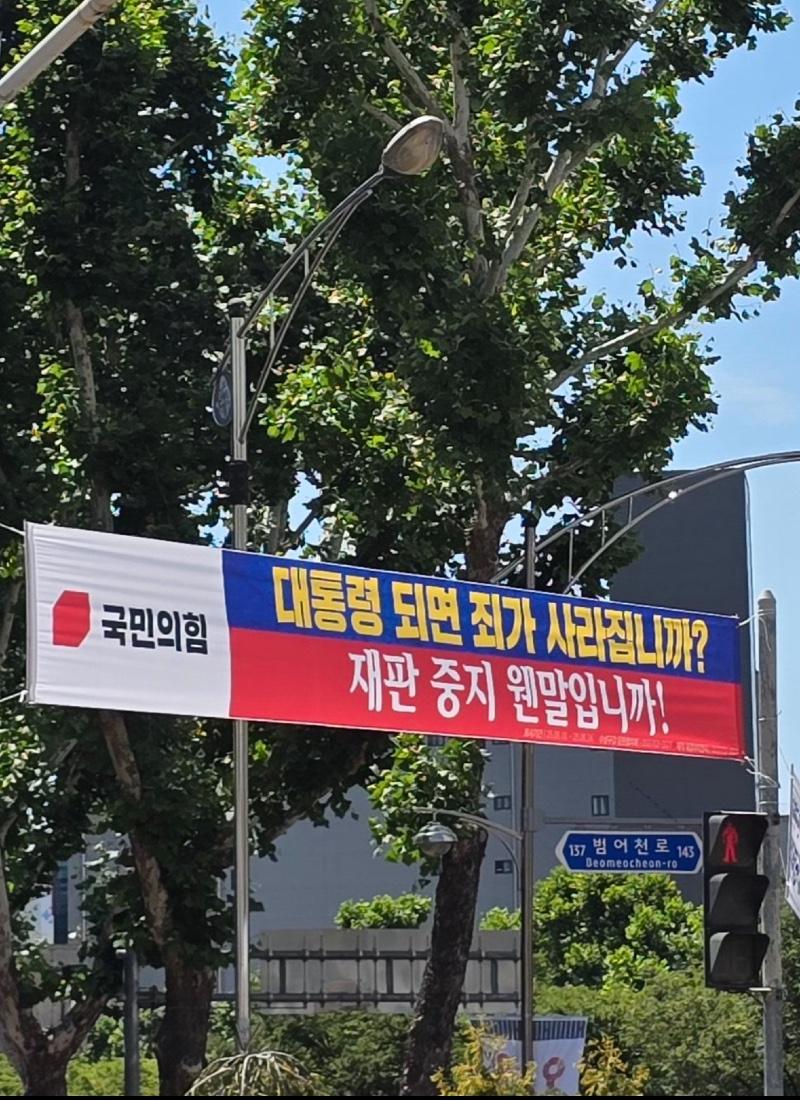 국민의힘
대통령 되면 죄가 사라집니까?
재판 중지 웬말입니까!
137 범어천로 143
Beomeocheon-ro